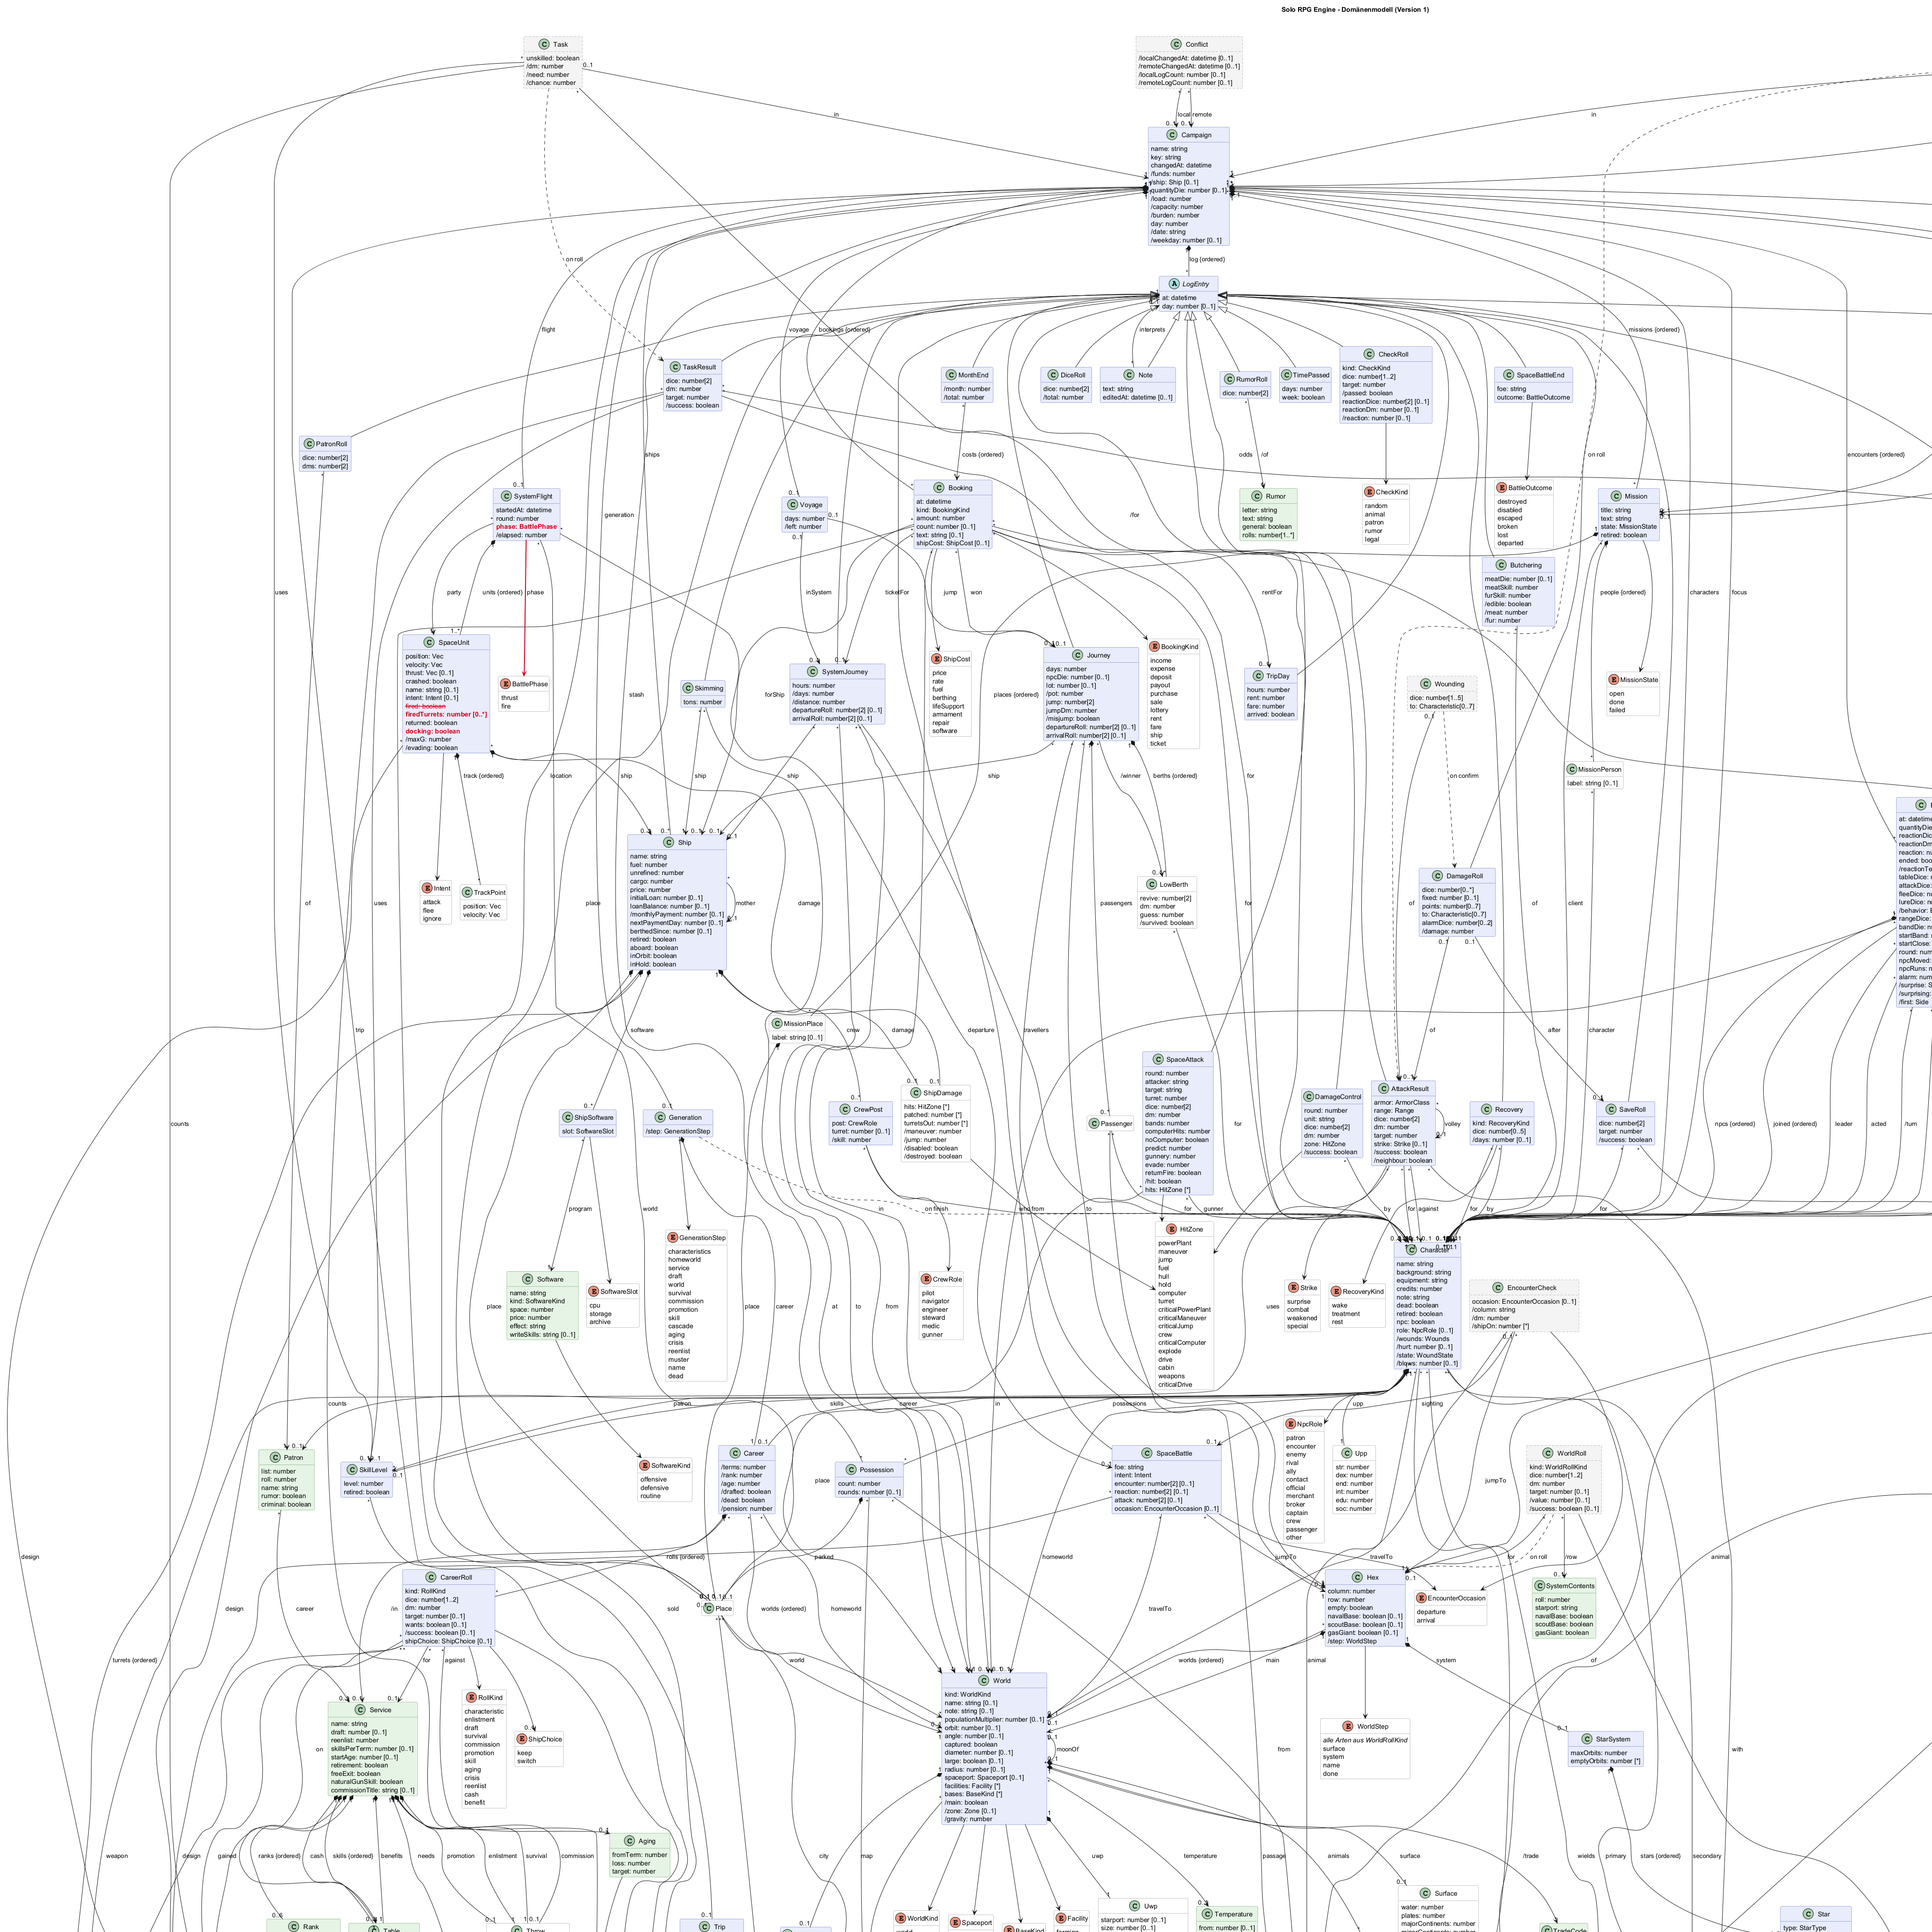 Solo RPG Engine - Domänenmodell (Version 1)
Task
unskilled: boolean
/dm: number
/need: number
/chance: number
Conflict
/localChangedAt: datetime [0..1]
/remoteChangedAt: datetime [0..1]
/localLogCount: number [0..1]
/remoteLogCount: number [0..1]
local
remote
in
in
Campaign
name: string
key: string
changedAt: datetime
/funds: number
/ship: Ship [0..1]
quantityDie: number [0..1]
/load: number
/capacity: number
/burden: number
day: number
/date: string
/weekday: number [0..1]
log {ordered}
on roll
LogEntry
at: datetime
day: number [0..1]
flight
voyage
bookings {ordered}
interprets
missions {ordered}
TaskResult
dice: number[2]
dm: number
target: number
/success: boolean
MonthEnd
/month: number
/total: number
DiceRoll
dice: number[2]
/total: number
Note
text: string
editedAt: datetime [0..1]
RumorRoll
dice: number[2]
TimePassed
days: number
week: boolean
CheckRoll
kind: CheckKind
dice: number[1..2]
target: number
/passed: boolean
reactionDice: number[2] [0..1]
reactionDm: number [0..1]
/reaction: number [0..1]
SpaceBattleEnd
foe: string
outcome: BattleOutcome
PatronRoll
dice: number[2]
dms: number[2]
ships
costs {ordered}
odds
/of
on roll
encounters {ordered}
SystemFlight
startedAt: datetime
round: number
phase: BattlePhase
/elapsed: number
Voyage
days: number
/left: number
Booking
at: datetime
kind: BookingKind
amount: number
count: number [0..1]
text: string [0..1]
shipCost: ShipCost [0..1]
Rumor
letter: string
text: string
general: boolean
rolls: number[1..*]
CheckKind
random
animal
patron
rumor
legal
BattleOutcome
destroyed
disabled
escaped
broken
lost
departed
Mission
title: string
text: string
state: MissionState
retired: boolean
generation
/for
Butchering
meatDie: number [0..1]
meatSkill: number
furSkill: number
/edible: boolean
/meat: number
/fur: number
uses
party
units {ordered}
phase
inSystem
ticketFor
jump
won
rentFor
people {ordered}
characters
focus
SpaceUnit
position: Vec
velocity: Vec
thrust: Vec [0..1]
crashed: boolean
name: string [0..1]
intent: Intent [0..1]
fired: boolean
firedTurrets: number [0..*]
returned: boolean
docking: boolean
/maxG: number
/evading: boolean
BattlePhase
thrust
fire
SystemJourney
hours: number
/days: number
/distance: number
departureRoll: number[2] [0..1]
arrivalRoll: number[2] [0..1]
Skimming
tons: number
ShipCost
price
rate
fuel
berthing
lifeSupport
armament
repair
software
Journey
days: number
npcDie: number [0..1]
lot: number [0..1]
/pot: number
jump: number[2]
jumpDm: number
/misjump: boolean
departureRoll: number[2] [0..1]
arrivalRoll: number[2] [0..1]
BookingKind
income
expense
deposit
payout
purchase
sale
lottery
rent
fare
ship
ticket
TripDay
hours: number
rent: number
fare: number
arrived: boolean
Wounding
dice: number[1..5]
to: Characteristic[0..7]
MissionState
open
done
failed
stash
forShip
places {ordered}
track {ordered}
location
ship
ship
ship
ship
/winner
berths {ordered}
for
on confirm
MissionPerson
label: string [0..1]
Intent
attack
flee
ignore
TrackPoint
position: Vec
velocity: Vec
Ship
name: string
fuel: number
unrefined: number
cargo: number
price: number
initialLoan: number [0..1]
loanBalance: number [0..1]
/monthlyPayment: number [0..1]
nextPaymentDay: number [0..1]
berthedSince: number [0..1]
retired: boolean
aboard: boolean
inOrbit: boolean
inHold: boolean
mother
LowBerth
revive: number[2]
dm: number
guess: number
/survived: boolean
DamageRoll
dice: number[0..*]
fixed: number [0..1]
points: number[0..7]
to: Characteristic[0..7]
alarmDice: number[0..2]
/damage: number
of
uses
place
damage
passengers
for
of
of
client
trip
software
crew
damage
departure
travellers
of
after
character
MissionPlace
label: string [0..1]
counts
ShipSoftware
slot: SoftwareSlot
Generation
/step: GenerationStep
CrewPost
post: CrewRole
turret: number [0..1]
/skill: number
ShipDamage
hits: HitZone [*]
patched: number [*]
turretsOut: number [*]
/maneuver: number
/jump: number
/disabled: boolean
/destroyed: boolean
Passenger
SpaceAttack
round: number
attacker: string
target: string
turret: number
dice: number[2]
dm: number
bands: number
computerHits: number
noComputer: boolean
predict: number
gunnery: number
evade: number
returnFire: boolean
/hit: boolean
hits: HitZone [*]
DamageControl
round: number
unit: string
dice: number[2]
dm: number
zone: HitZone
/success: boolean
AttackResult
armor: ArmorClass
range: Range
dice: number[2]
dm: number
target: number
strike: Strike [0..1]
/success: boolean
/neighbour: boolean
volley
Recovery
kind: RecoveryKind
dice: number[0..5]
/days: number [0..1]
SaveRoll
dice: number[2]
target: number
/success: boolean
npcs {ordered}
joined {ordered}
leader
acted
/turn
for
program
world
in
on finish
to
for
gunner
by
for
against
for
by
for
GenerationStep
characteristics
homeworld
service
draft
world
survival
commission
promotion
skill
cascade
aging
crisis
reenlist
muster
name
dead
HitZone
powerPlant
maneuver
jump
fuel
hull
hold
computer
turret
criticalPowerPlant
criticalManeuver
criticalJump
crew
criticalComputer
explode
drive
cabin
weapons
criticalDrive
Character
name: string
background: string
equipment: string
credits: number
note: string
dead: boolean
retired: boolean
npc: boolean
role: NpcRole [0..1]
/wounds: Wounds
/hurt: number [0..1]
/state: WoundState
/blows: number [0..1]
Software
name: string
kind: SoftwareKind
space: number
price: number
effect: string
writeSkills: string [0..1]
SoftwareSlot
cpu
storage
archive
CrewRole
pilot
navigator
engineer
steward
medic
gunner
Strike
surprise
combat
weakened
special
RecoveryKind
wake
treatment
rest
EncounterCheck
occasion: EncounterOccasion [0..1]
/column: string
/dm: number
/shipOn: number [*]
place
place
career
at
to
from
uses
counts
patron
skills
career
in
possessions
upp
sighting
Patron
list: number
roll: number
name: string
rumor: boolean
criminal: boolean
SkillLevel
level: number
retired: boolean
SoftwareKind
offensive
defensive
routine
Career
/terms: number
/rank: number
/age: number
/drafted: boolean
/dead: boolean
/pension: number
Possession
count: number
rounds: number [0..1]
place
SpaceBattle
foe: string
intent: Intent
encounter: number[2] [0..1]
reaction: number[2] [0..1]
attack: number[2] [0..1]
occasion: EncounterOccasion [0..1]
NpcRole
patron
encounter
enemy
rival
ally
contact
official
merchant
broker
captain
crew
passenger
other
Upp
str: number
dex: number
end: number
int: number
edu: number
soc: number
WorldRoll
kind: WorldRollKind
dice: number[1..2]
dm: number
target: number [0..1]
/value: number [0..1]
/success: boolean [0..1]
jumpTo
design
rolls {ordered}
parked
homeworld
jumpTo
travelTo
for
on roll
/row
animal
CareerRoll
kind: RollKind
dice: number[1..2]
dm: number
target: number [0..1]
wants: boolean [0..1]
/success: boolean [0..1]
shipChoice: ShipChoice [0..1]
design
career
/in
sold
Place
worlds {ordered}
homeworld
travelTo
Hex
column: number
row: number
empty: boolean
navalBase: boolean [0..1]
scoutBase: boolean [0..1]
gasGiant: boolean [0..1]
/step: WorldStep
EncounterOccasion
departure
arrival
SystemContents
roll: number
starport: string
navalBase: boolean
scoutBase: boolean
gasGiant: boolean
turrets {ordered}
for
against
world
worlds {ordered}
main
animal
system
of
RollKind
characteristic
enlistment
draft
survival
commission
promotion
skill
aging
crisis
reenlist
cash
benefit
ShipChoice
keep
switch
Service
name: string
draft: number [0..1]
reenlist: number
skillsPerTerm: number [0..1]
startAge: number [0..1]
retirement: boolean
freeExit: boolean
naturalGunSkill: boolean
commissionTitle: string [0..1]
World
kind: WorldKind
name: string [0..1]
note: string [0..1]
populationMultiplier: number [0..1]
orbit: number [0..1]
angle: number [0..1]
captured: boolean
diameter: number [0..1]
large: boolean [0..1]
radius: number [0..1]
spaceport: Spaceport [0..1]
facilities: Facility [*]
bases: BaseKind [*]
/main: boolean
/zone: Zone [0..1]
/gravity: number
moonOf
WorldStep
alle Arten aus WorldRollKind
surface
system
name
done
StarSystem
maxOrbits: number
emptyOrbits: number [*]
on
from
with
Aging
fromTerm: number
loss: number
target: number
weapon
design
gained
ranks {ordered}
cash
skills {ordered}
benefits
needs
promotion
enlistment
survival
commission
city
map
uwp
temperature
passage
animals
surface
/trade
wields
primary
stars {ordered}
secondary
Rank
Table
Throw
Trip
WorldKind
Spaceport
BaseKind
Facility
Uwp
starport: number [0..1]
size: number [0..1]
Temperature
from: number [0..1]
Surface
water: number
plates: number
majorContinents: number
TradeCode
Star
type: StarType